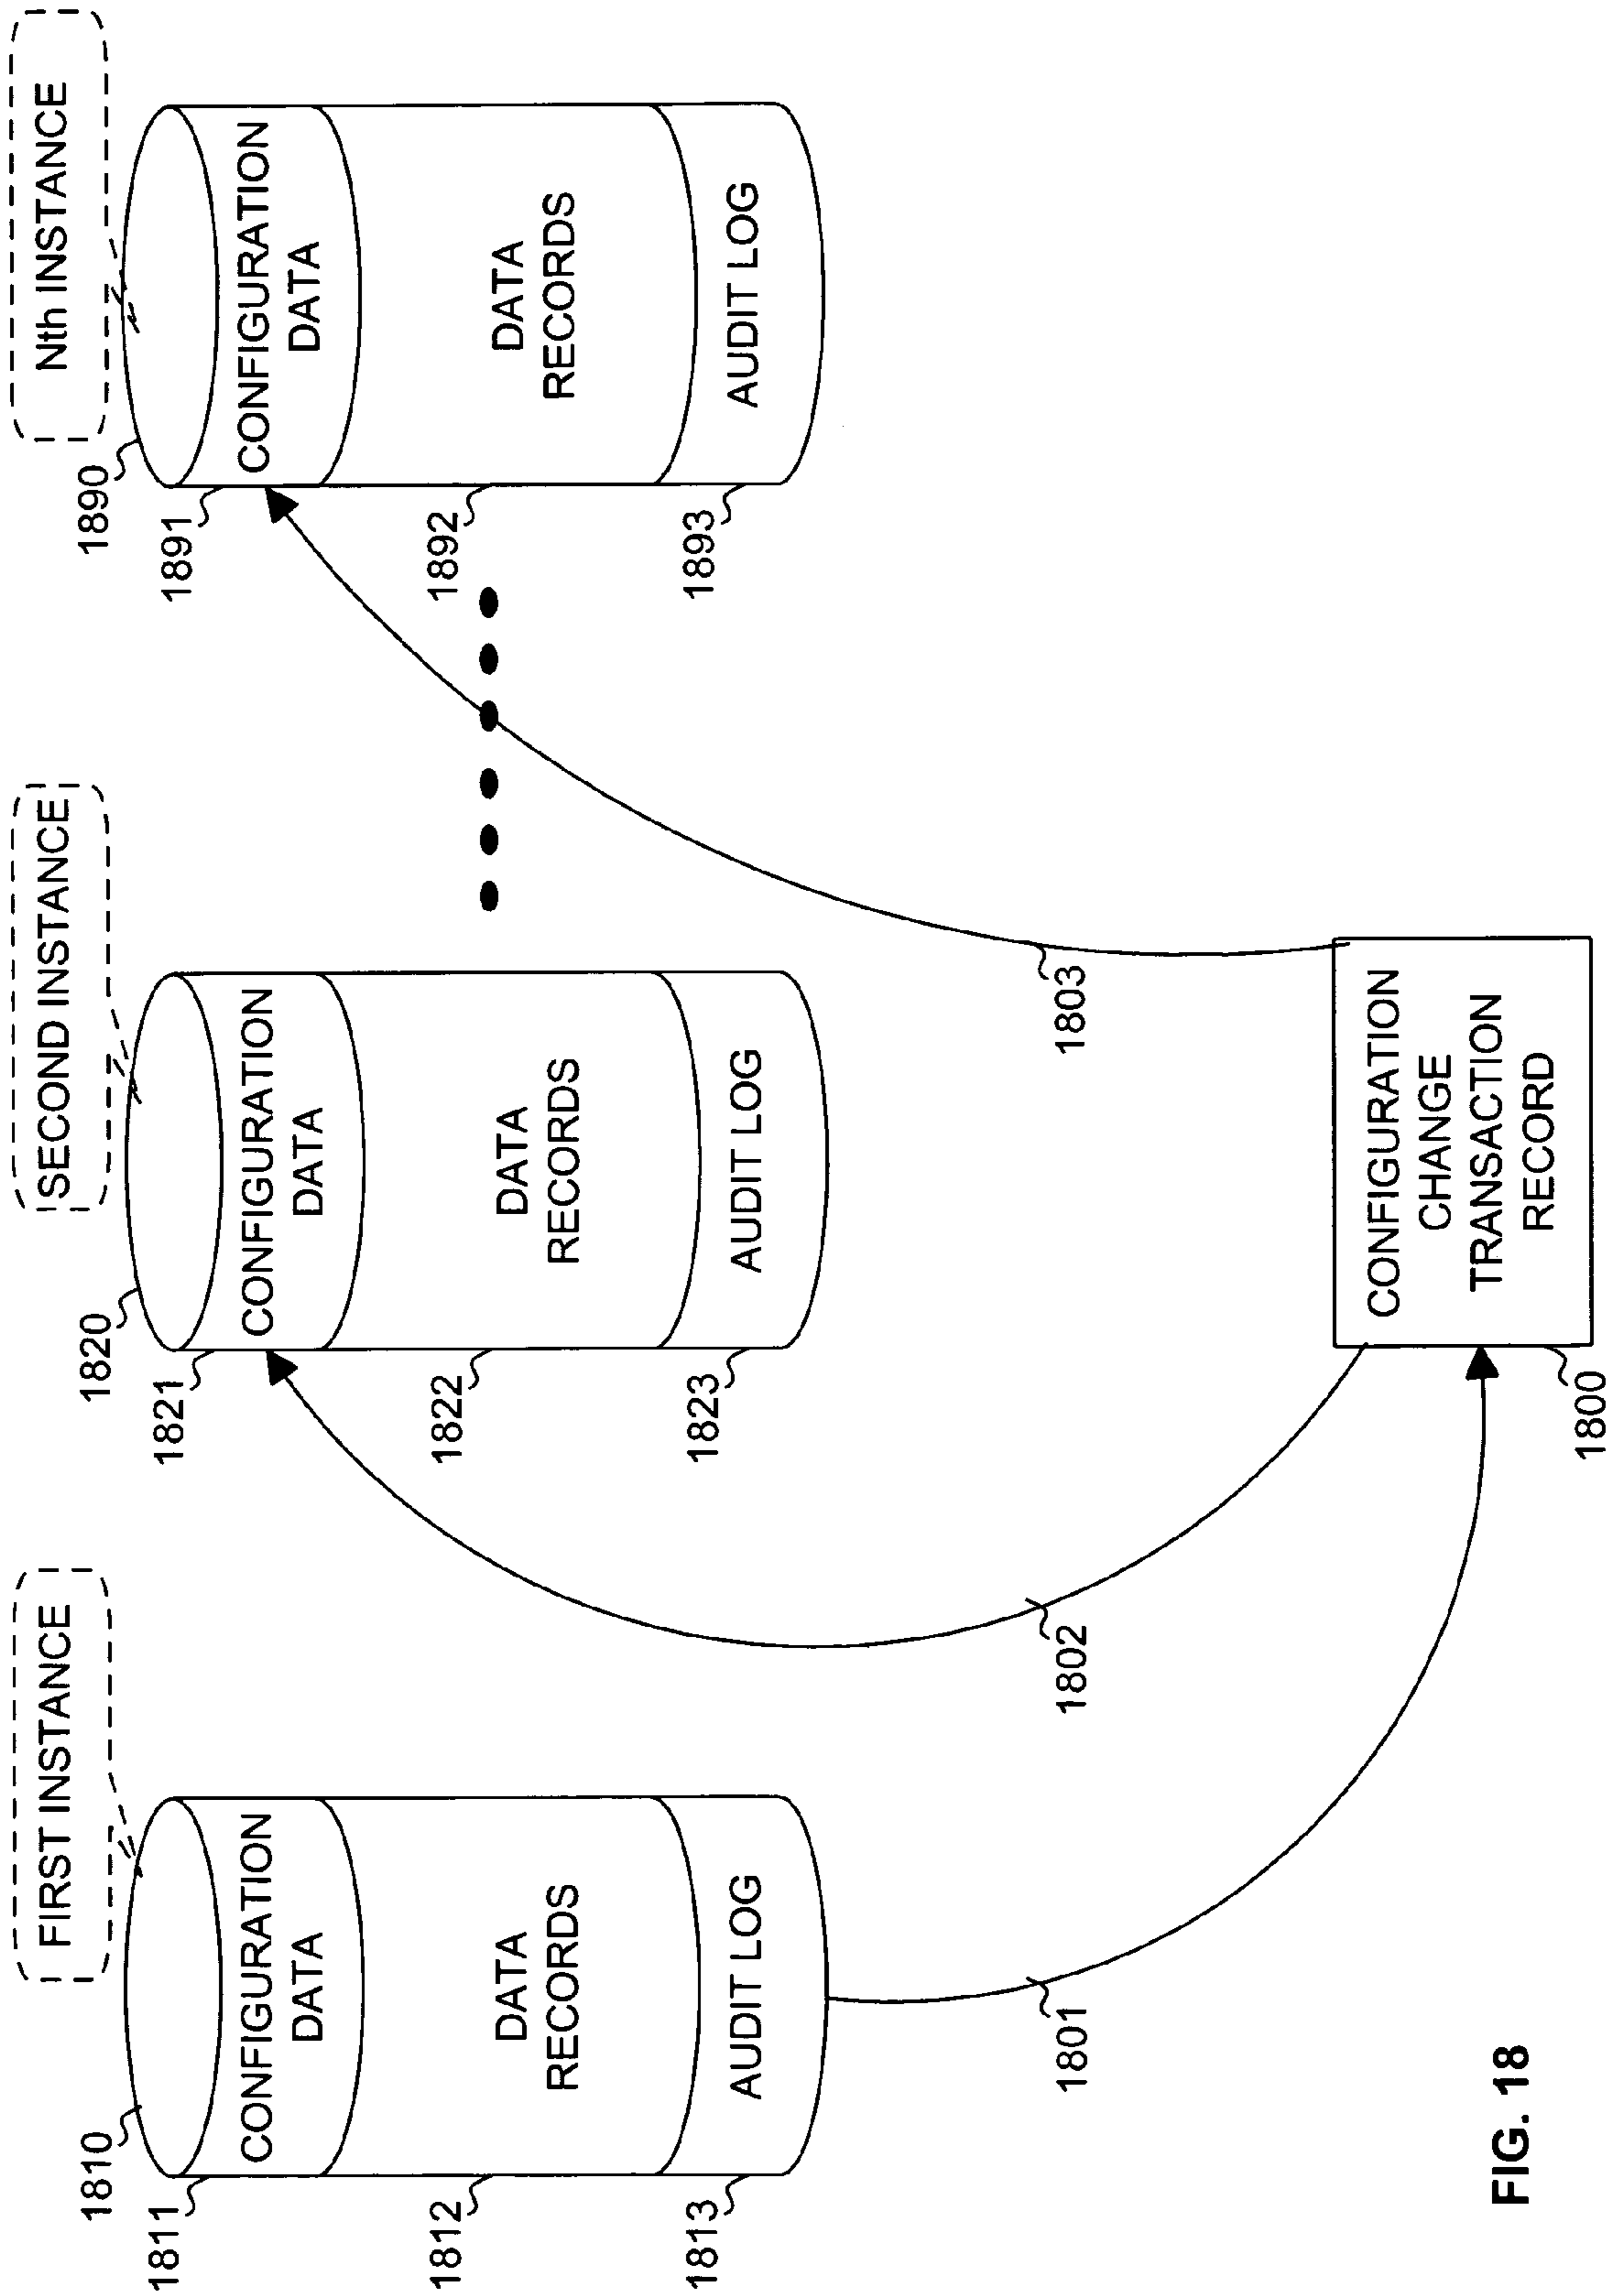 FIRST INSTANCE
1810
1811
CONFIGURATION
DATA
1812
DATA
RECORDS
1813
AUDIT LOG
SECOND INSTANCE
1820
1821
CONFIGURATION
DATA
1822
DATA
RECORDS
1823
AUDIT LOG
Nth INSTANCE
1890
1891
CONFIGURATION
DATA
1892
DATA
RECORDS
1893
AUDIT LOG
1801
1802
1803
CONFIGURATION
CHANGE
TRANSACTION
RECORD
1800
FIG. 18